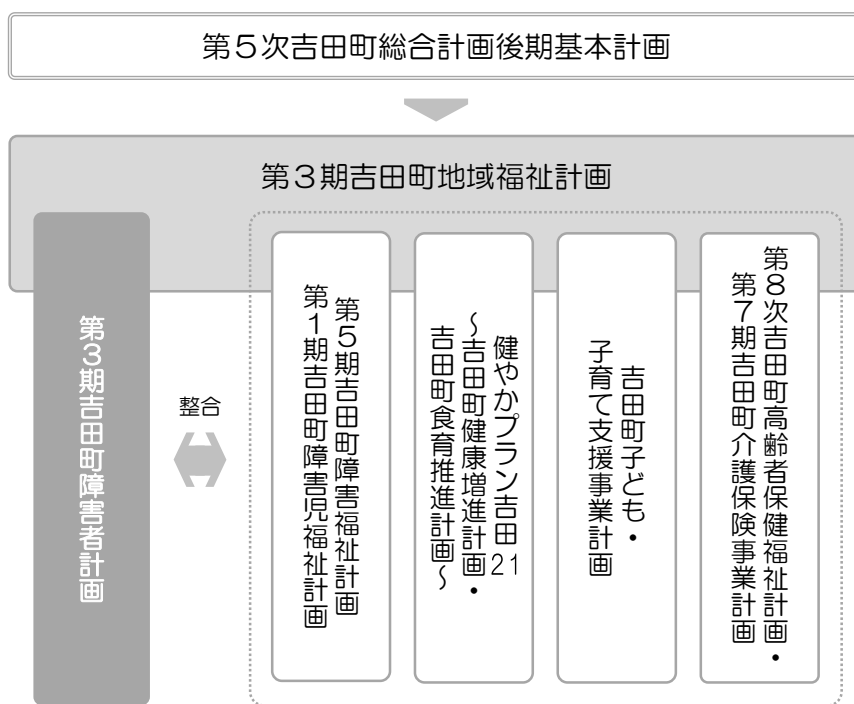 第５次吉田町総合計画後期基本計画
第３期吉田町地域福祉計画
第３期吉田町障害者計画
整合
第５期吉田町障害福祉計画
第１期吉田町障害児福祉計画
健やかプラン吉田21
～吉田町健康増進計画・
吉田町食育推進計画～
吉田町子ども・
子育て支援事業計画
第８次吉田町高齢者保健福祉計画・
第７期吉田町介護保険事業計画